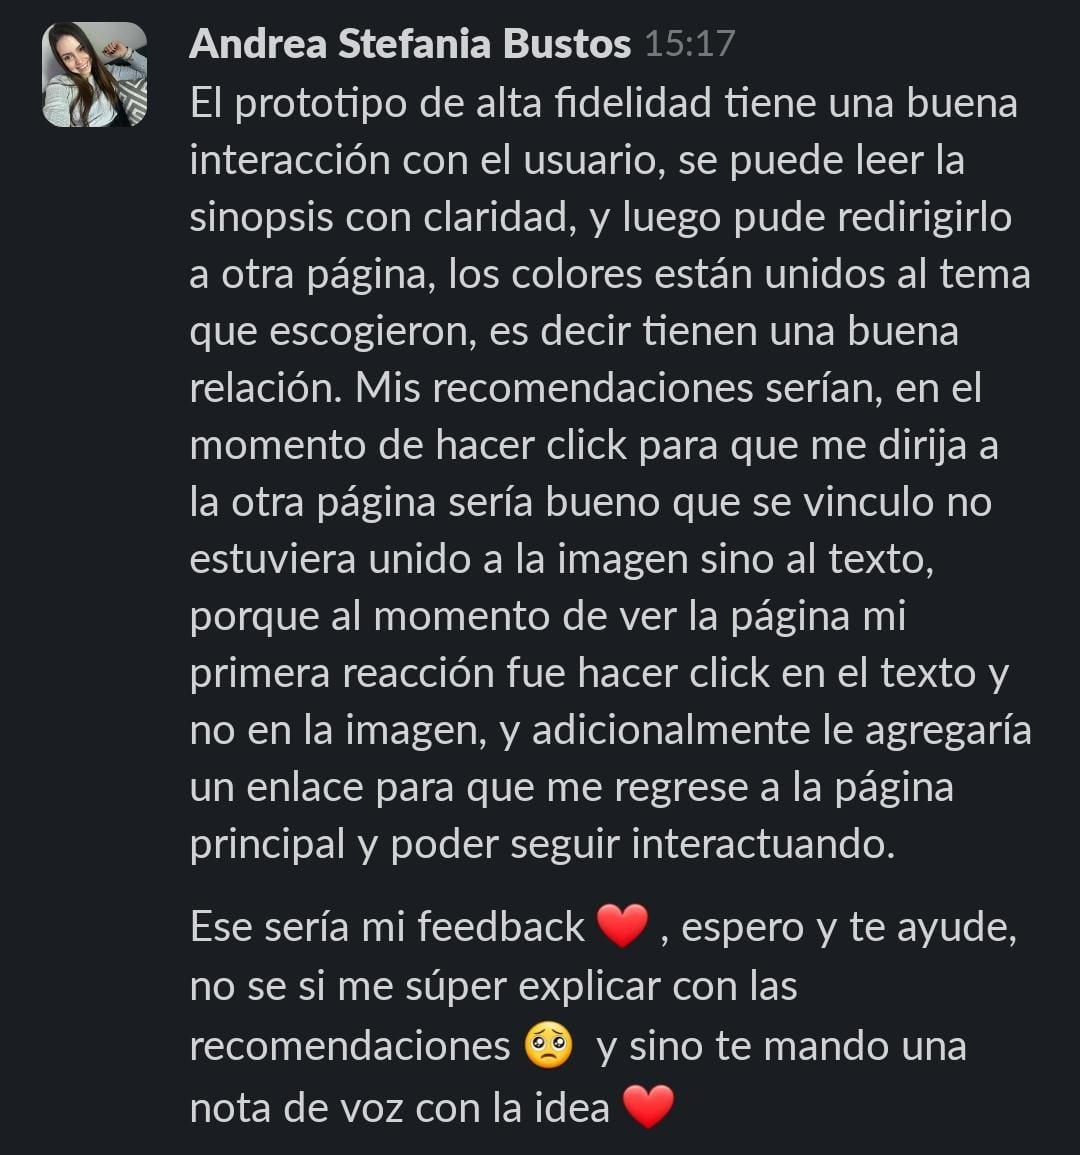 Andrea Stefania Bustos 15:17
El prototipo de alta fidelidad tiene una buena
interacción con el usuario, se puede leer la
sinopsis con claridad, y luego pude redirigirlo
a otra página, los colores están unidos al tema
que escogieron, es decir tienen una buena
relación. Mis recomendaciones serían, en el
momento de hacer click para que me dirija a
la otra página sería bueno que se vinculo no
estuviera unido a la imagen sino al texto,
porque al momento de ver la página mi
primera reacción fue hacer click en el texto y
no en la imagen, y adicionalmente le agregaría
un enlace para que me regrese a la página
principal y poder seguir interactuando.
Ese sería mi feedback ❤️ , espero y te ayude,
no se si me súper explicar con las
recomendaciones 🥺 y sino te mando una
nota de voz con la idea ❤️